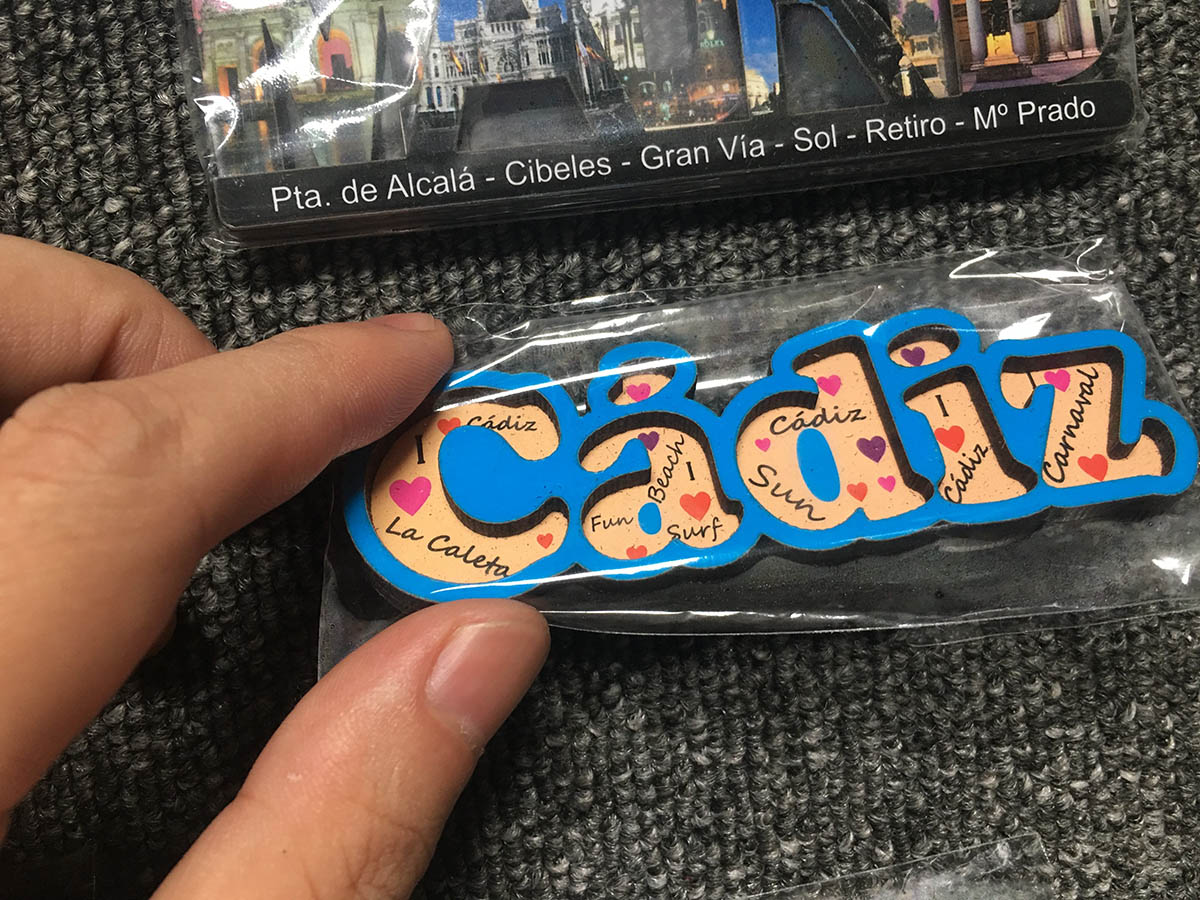 ROLEX
Pta. de Alcalá - Cibeles - Gran Vía - Sol - Retiro - Mº Prado
Cádiz
I
Cádiz
La Caleta
Fun
Beach
I
Surf
Cádiz
Sun
I
Cádiz
Carnaval